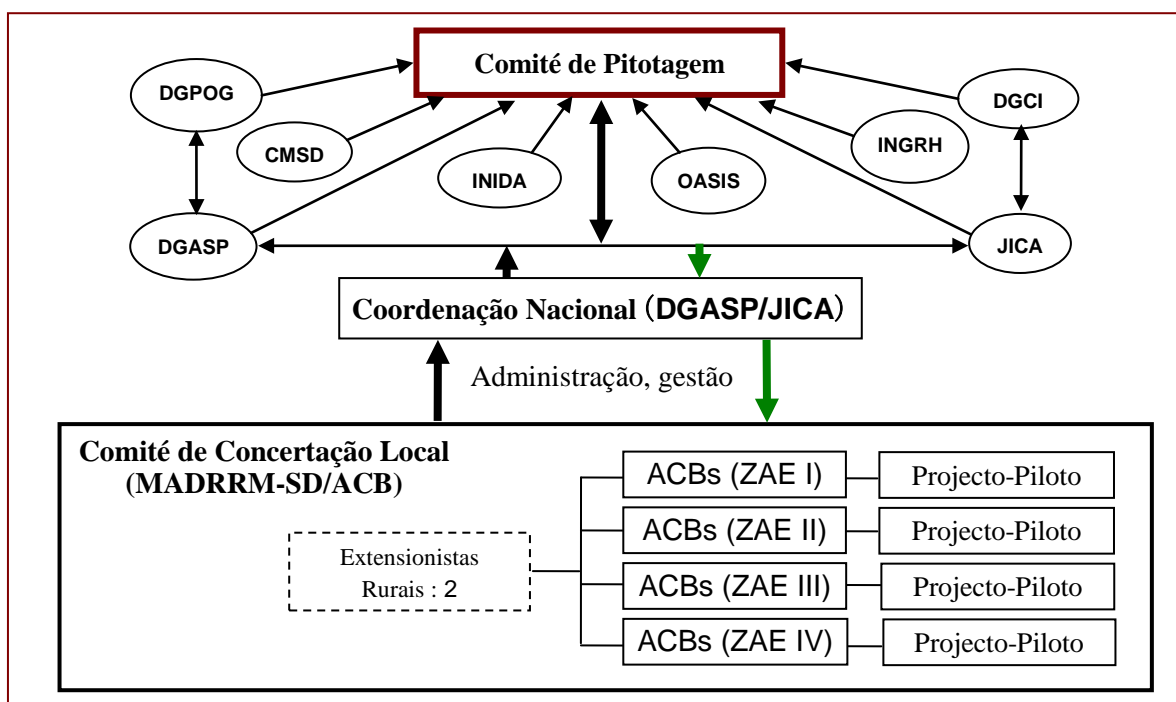 Comité de Pitotagem
DGPOG
DGCI
CMSD
INGRH
INIDA
OASIS
DGASP
JICA
Coordenação Nacional (DGASP/JICA)
Administração, gestão
Comité de Concertação Local
(MADRRM-SD/ACB)
Extensionistas
Rurais : 2
ACBs (ZAE I)
Projecto-Piloto
ACBs (ZAE II)
Projecto-Piloto
ACBs (ZAE III)
Projecto-Piloto
ACBs (ZAE IV)
Projecto-Piloto